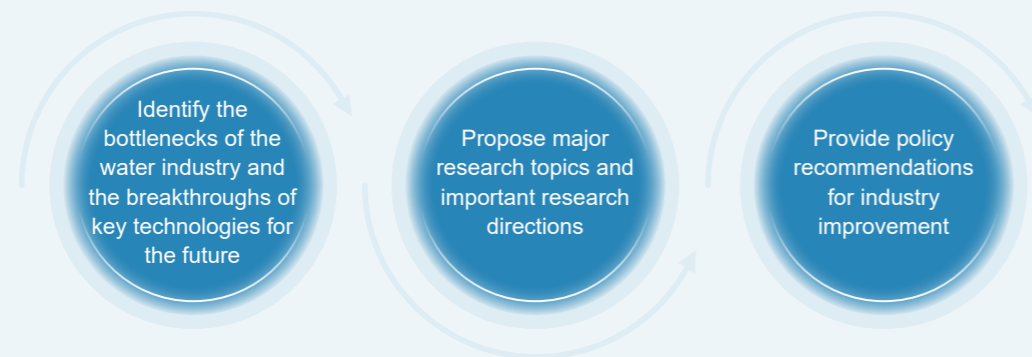 Identify the
bottlenecks of the
water industry and
the breakthroughs of
key technologies for
the future
Propose major
research topics and
important research
directions
Provide policy
recommendations
for industry
improvement